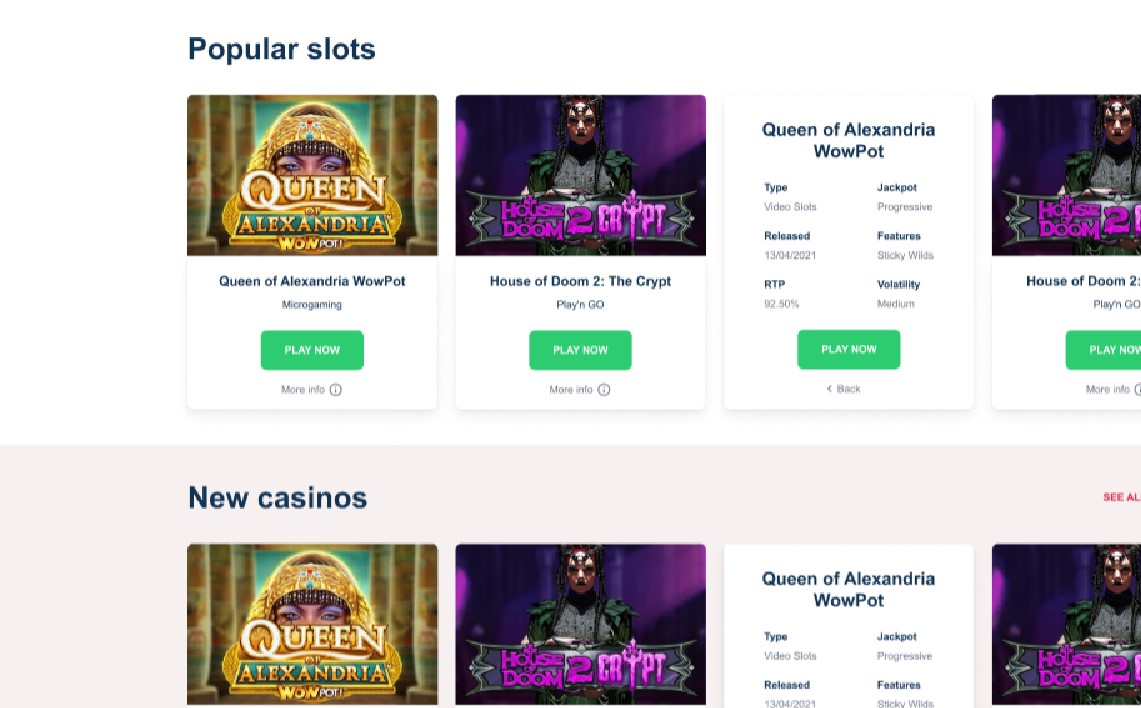 Popular slots
QUEEN
OF
ALEXANDRIA
WOWPOT!
Queen of Alexandria WowPot
Microgaming
PLAY NOW
More info
HOUSE
OF
DOOM 2
CRYPT
House of Doom 2: The Crypt
Play'n GO
PLAY NOW
More info
Queen of Alexandria
WowPot
Type
Jackpot
Video Slots
Progressive
Released
Features
13/04/2021
Sticky Wilds
RTP
Volatility
92.50%
Medium
PLAY NOW
Back
HOUSE
OF
DOOM 2
House of Doom 2:
Play'n GO
PLAY NOW
More info
New casinos
SEE AL
QUEEN
OF
ALEXANDRIA
WOWPOT!
HOUSE
OF
DOOM 2
CRYPT
Queen of Alexandria
WowPot
Type
Jackpot
Video Slots
Progressive
Released
Features
13/04/2021
Sticky Wilds
HOUSE
OF
DOOM 2